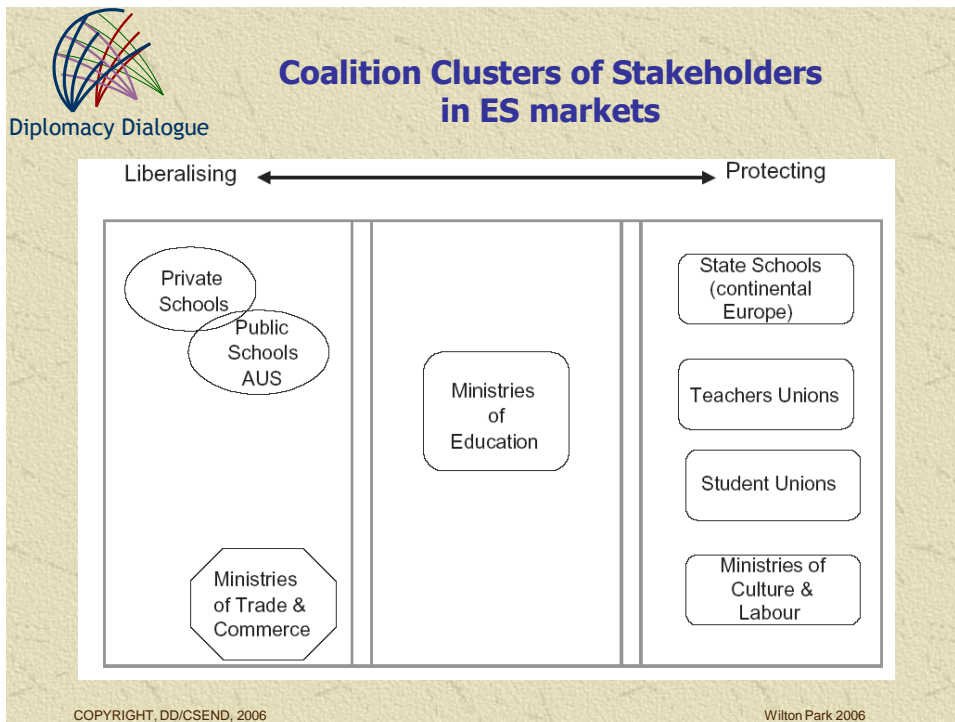 Diplomacy Dialogue
Coalition Clusters of Stakeholders
in ES markets
Liberalising
Protecting
Private
Schools
Public
Schools
AUS
Ministries
of Trade &
Commerce
Ministries
of
Education
State Schools
(continental
Europe)
Teachers Unions
Student Unions
Ministries of
Culture &
Labour
COPYRIGHT, DD/CSEND, 2006
Wilton Park 2006